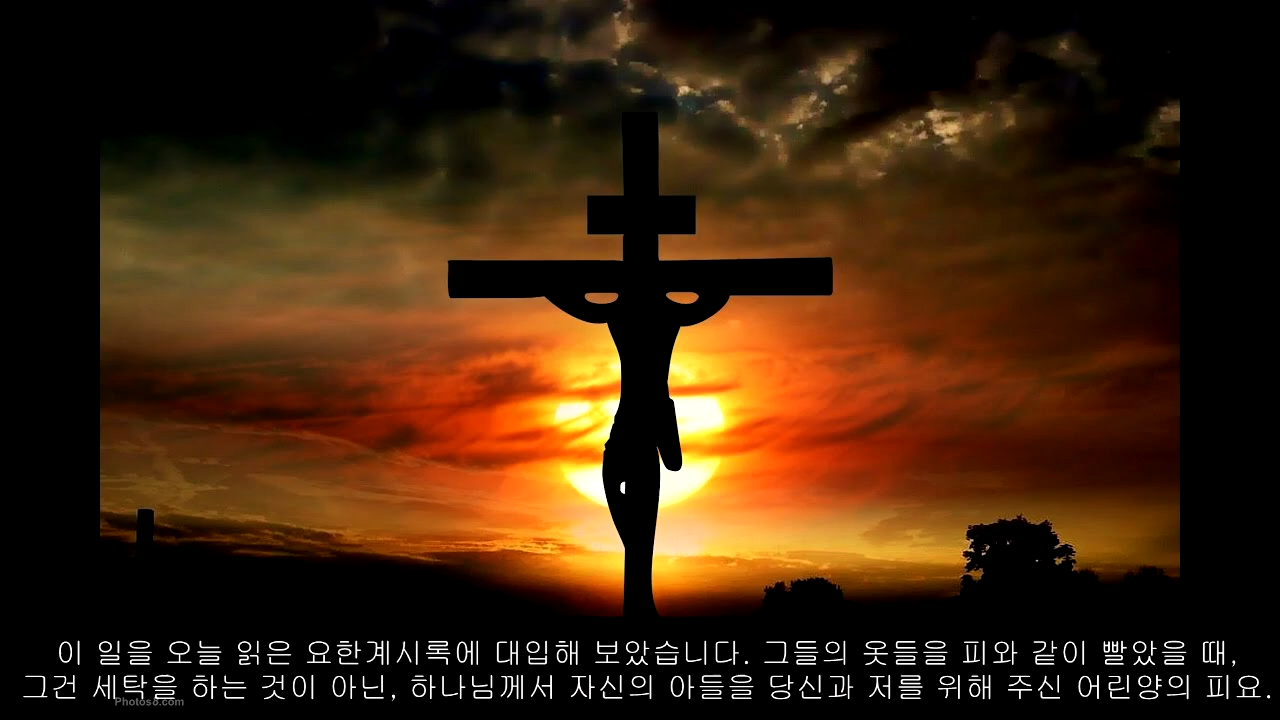 이 일을 오늘 읽은 요한계시록에 대입해 보았습니다. 그들의 옷들을 피와 같이 빨았을 때,
그건 세탁을 하는 것이 아닌, 하나님께서 자신의 아들을 당신과 저를 위해 주신 어린양의 피요.
Photoso.com